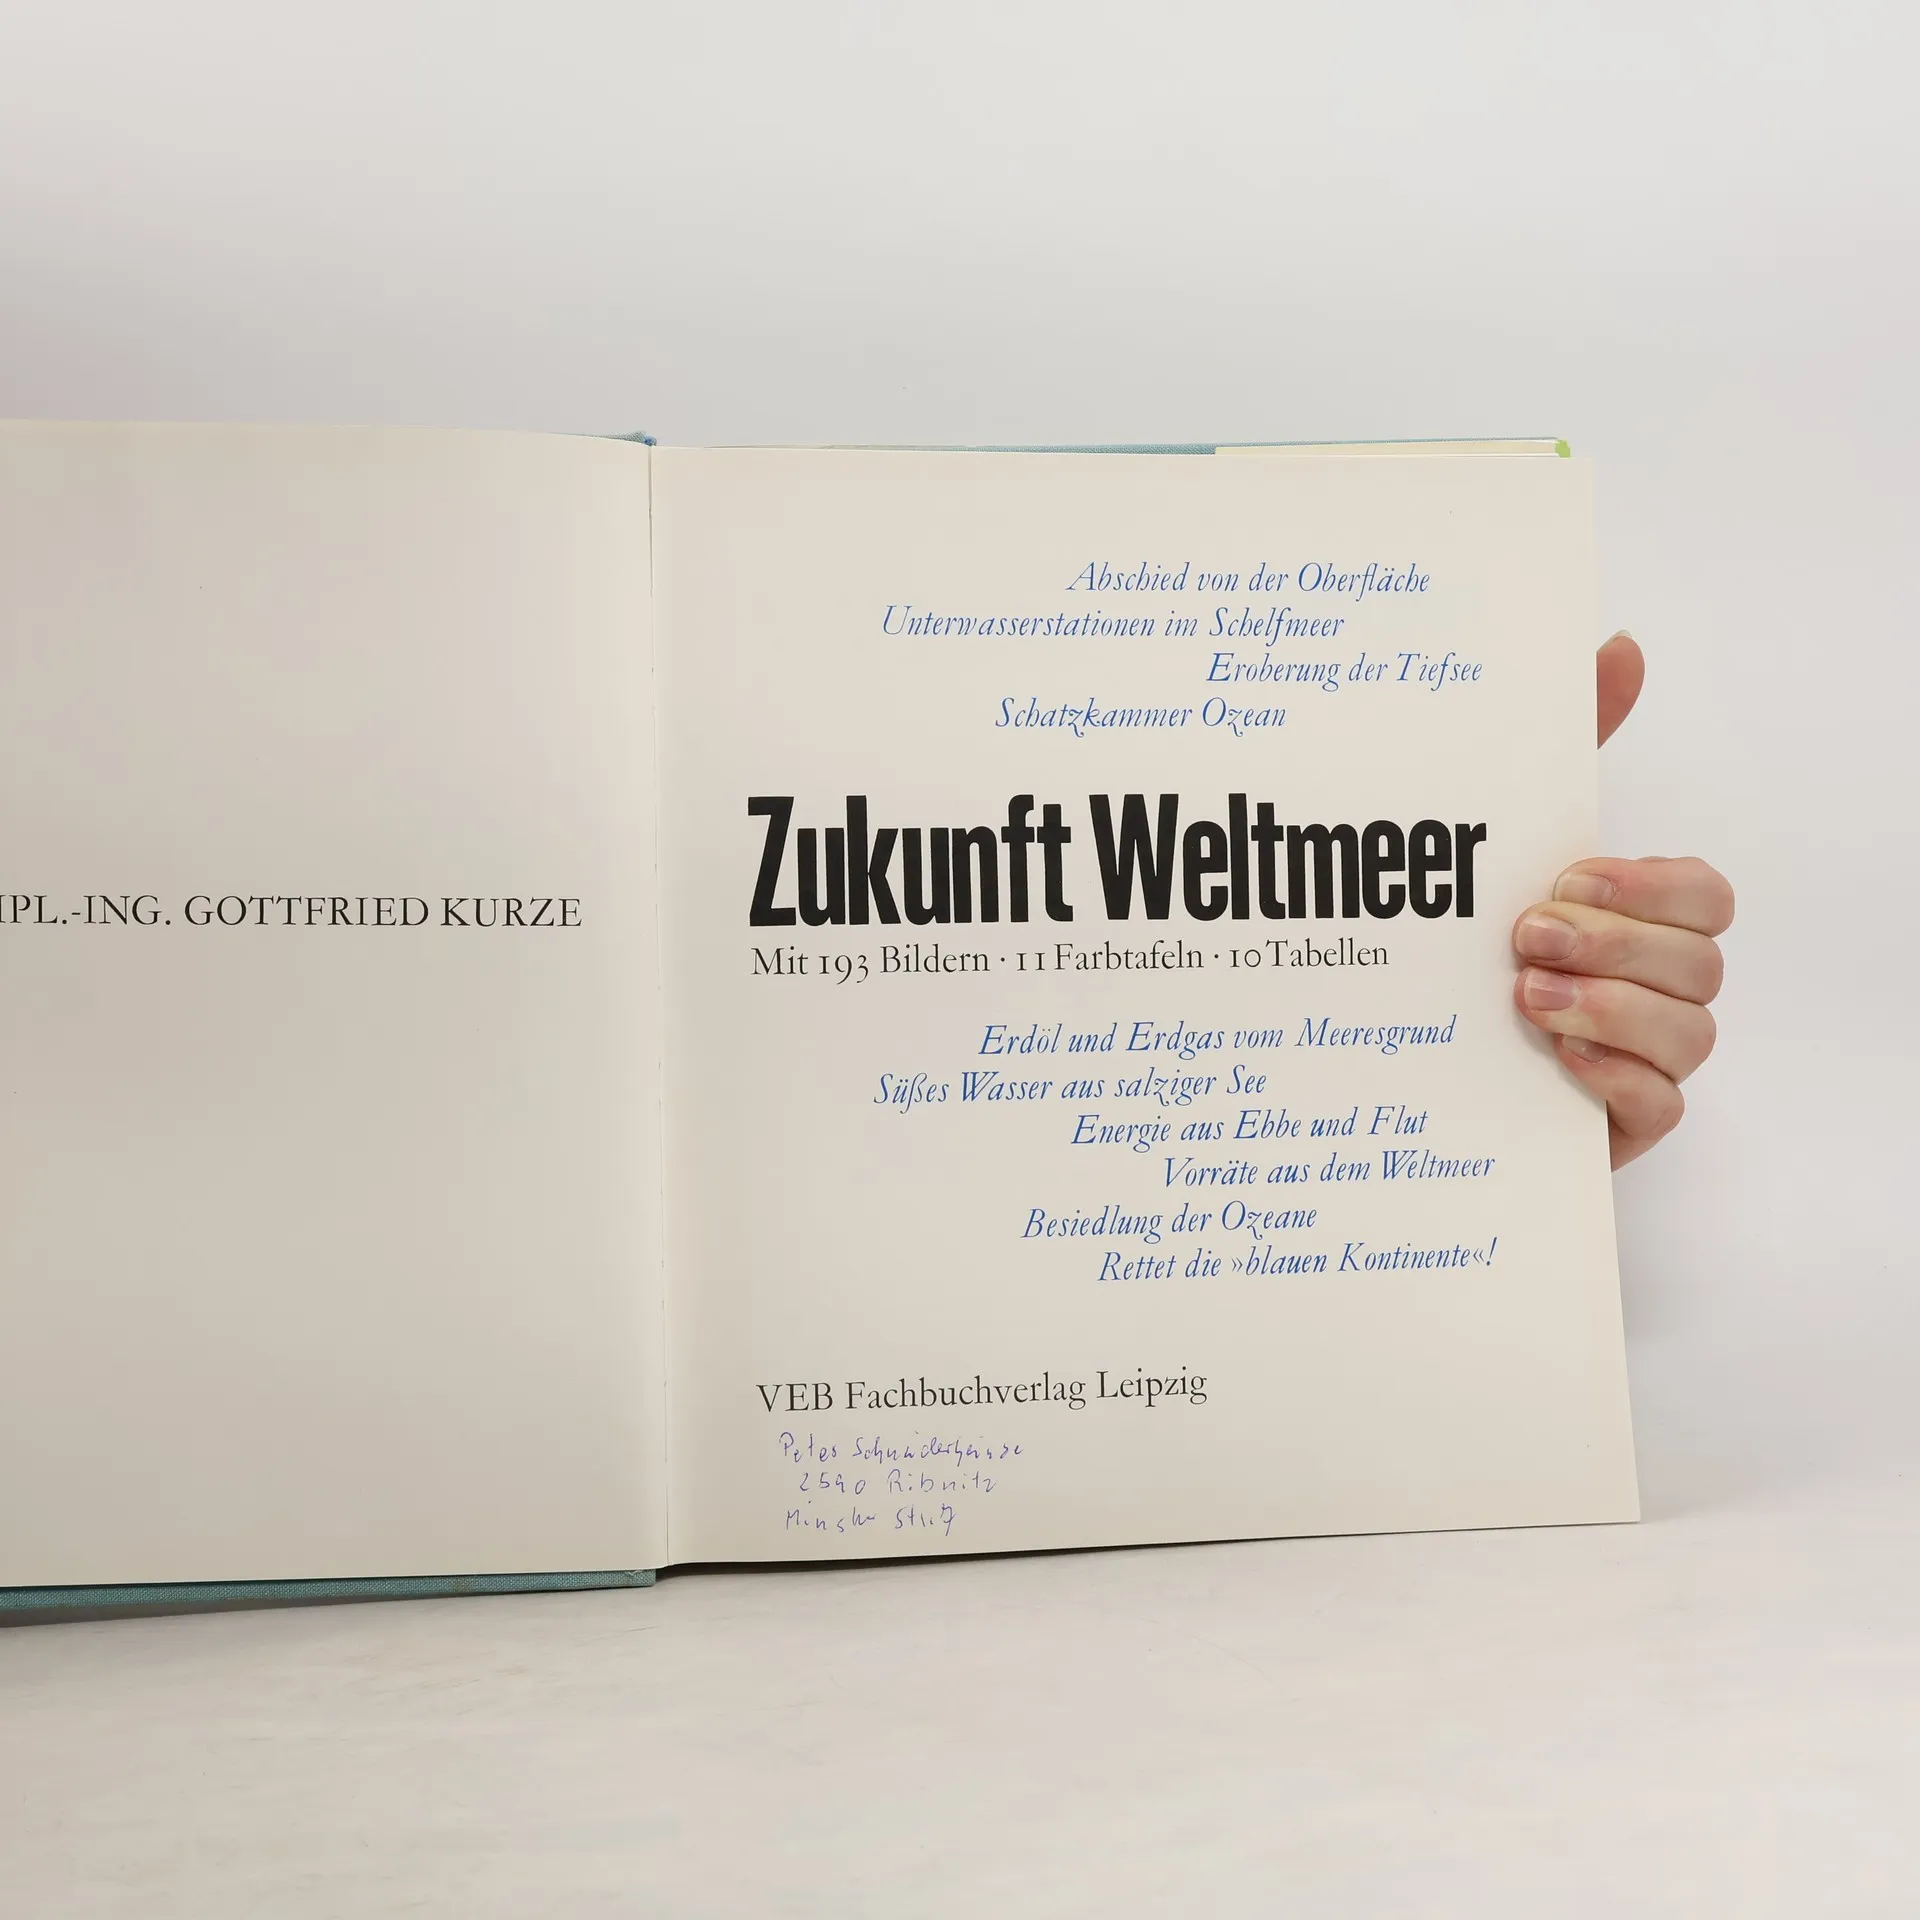 IPL.-ING. GOTTFRIED KURZE
Abschied von der Oberfläche
Unterwasserstationen im Schelfmeer
Eroberung der Tiefsee
Schatzkammer Ozean
Zukunft Weltmeer
Mit 193 Bildern · 11 Farbtafeln · 10 Tabellen
Erdöl und Erdgas vom Meeresgrund
Süßes Wasser aus salziger See
Energie aus Ebbe und Flut
Vorräte aus dem Weltmeer
Besiedlung der Ozeane
Rettet die »blauen Kontinente«!
VEB Fachbuchverlag Leipzig
Peter
2590 Ribnitz